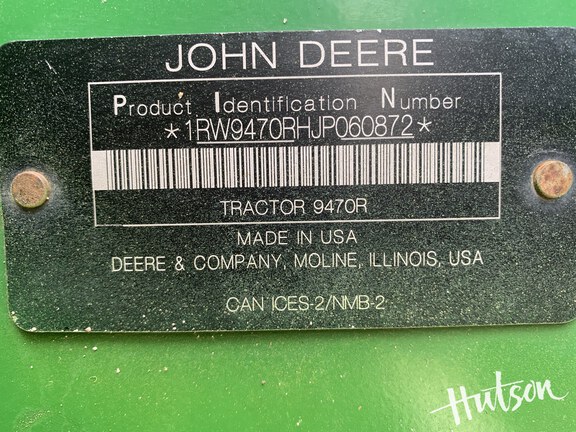 JOHN DEERE
Product Identification Number
*1RW9470RHJP060872*
TRACTOR 9470R
MADE IN USA
DEERE & COMPANY, MOLINE, ILLINOIS, USA
CAN ICES-2/NMB-2
Hutson